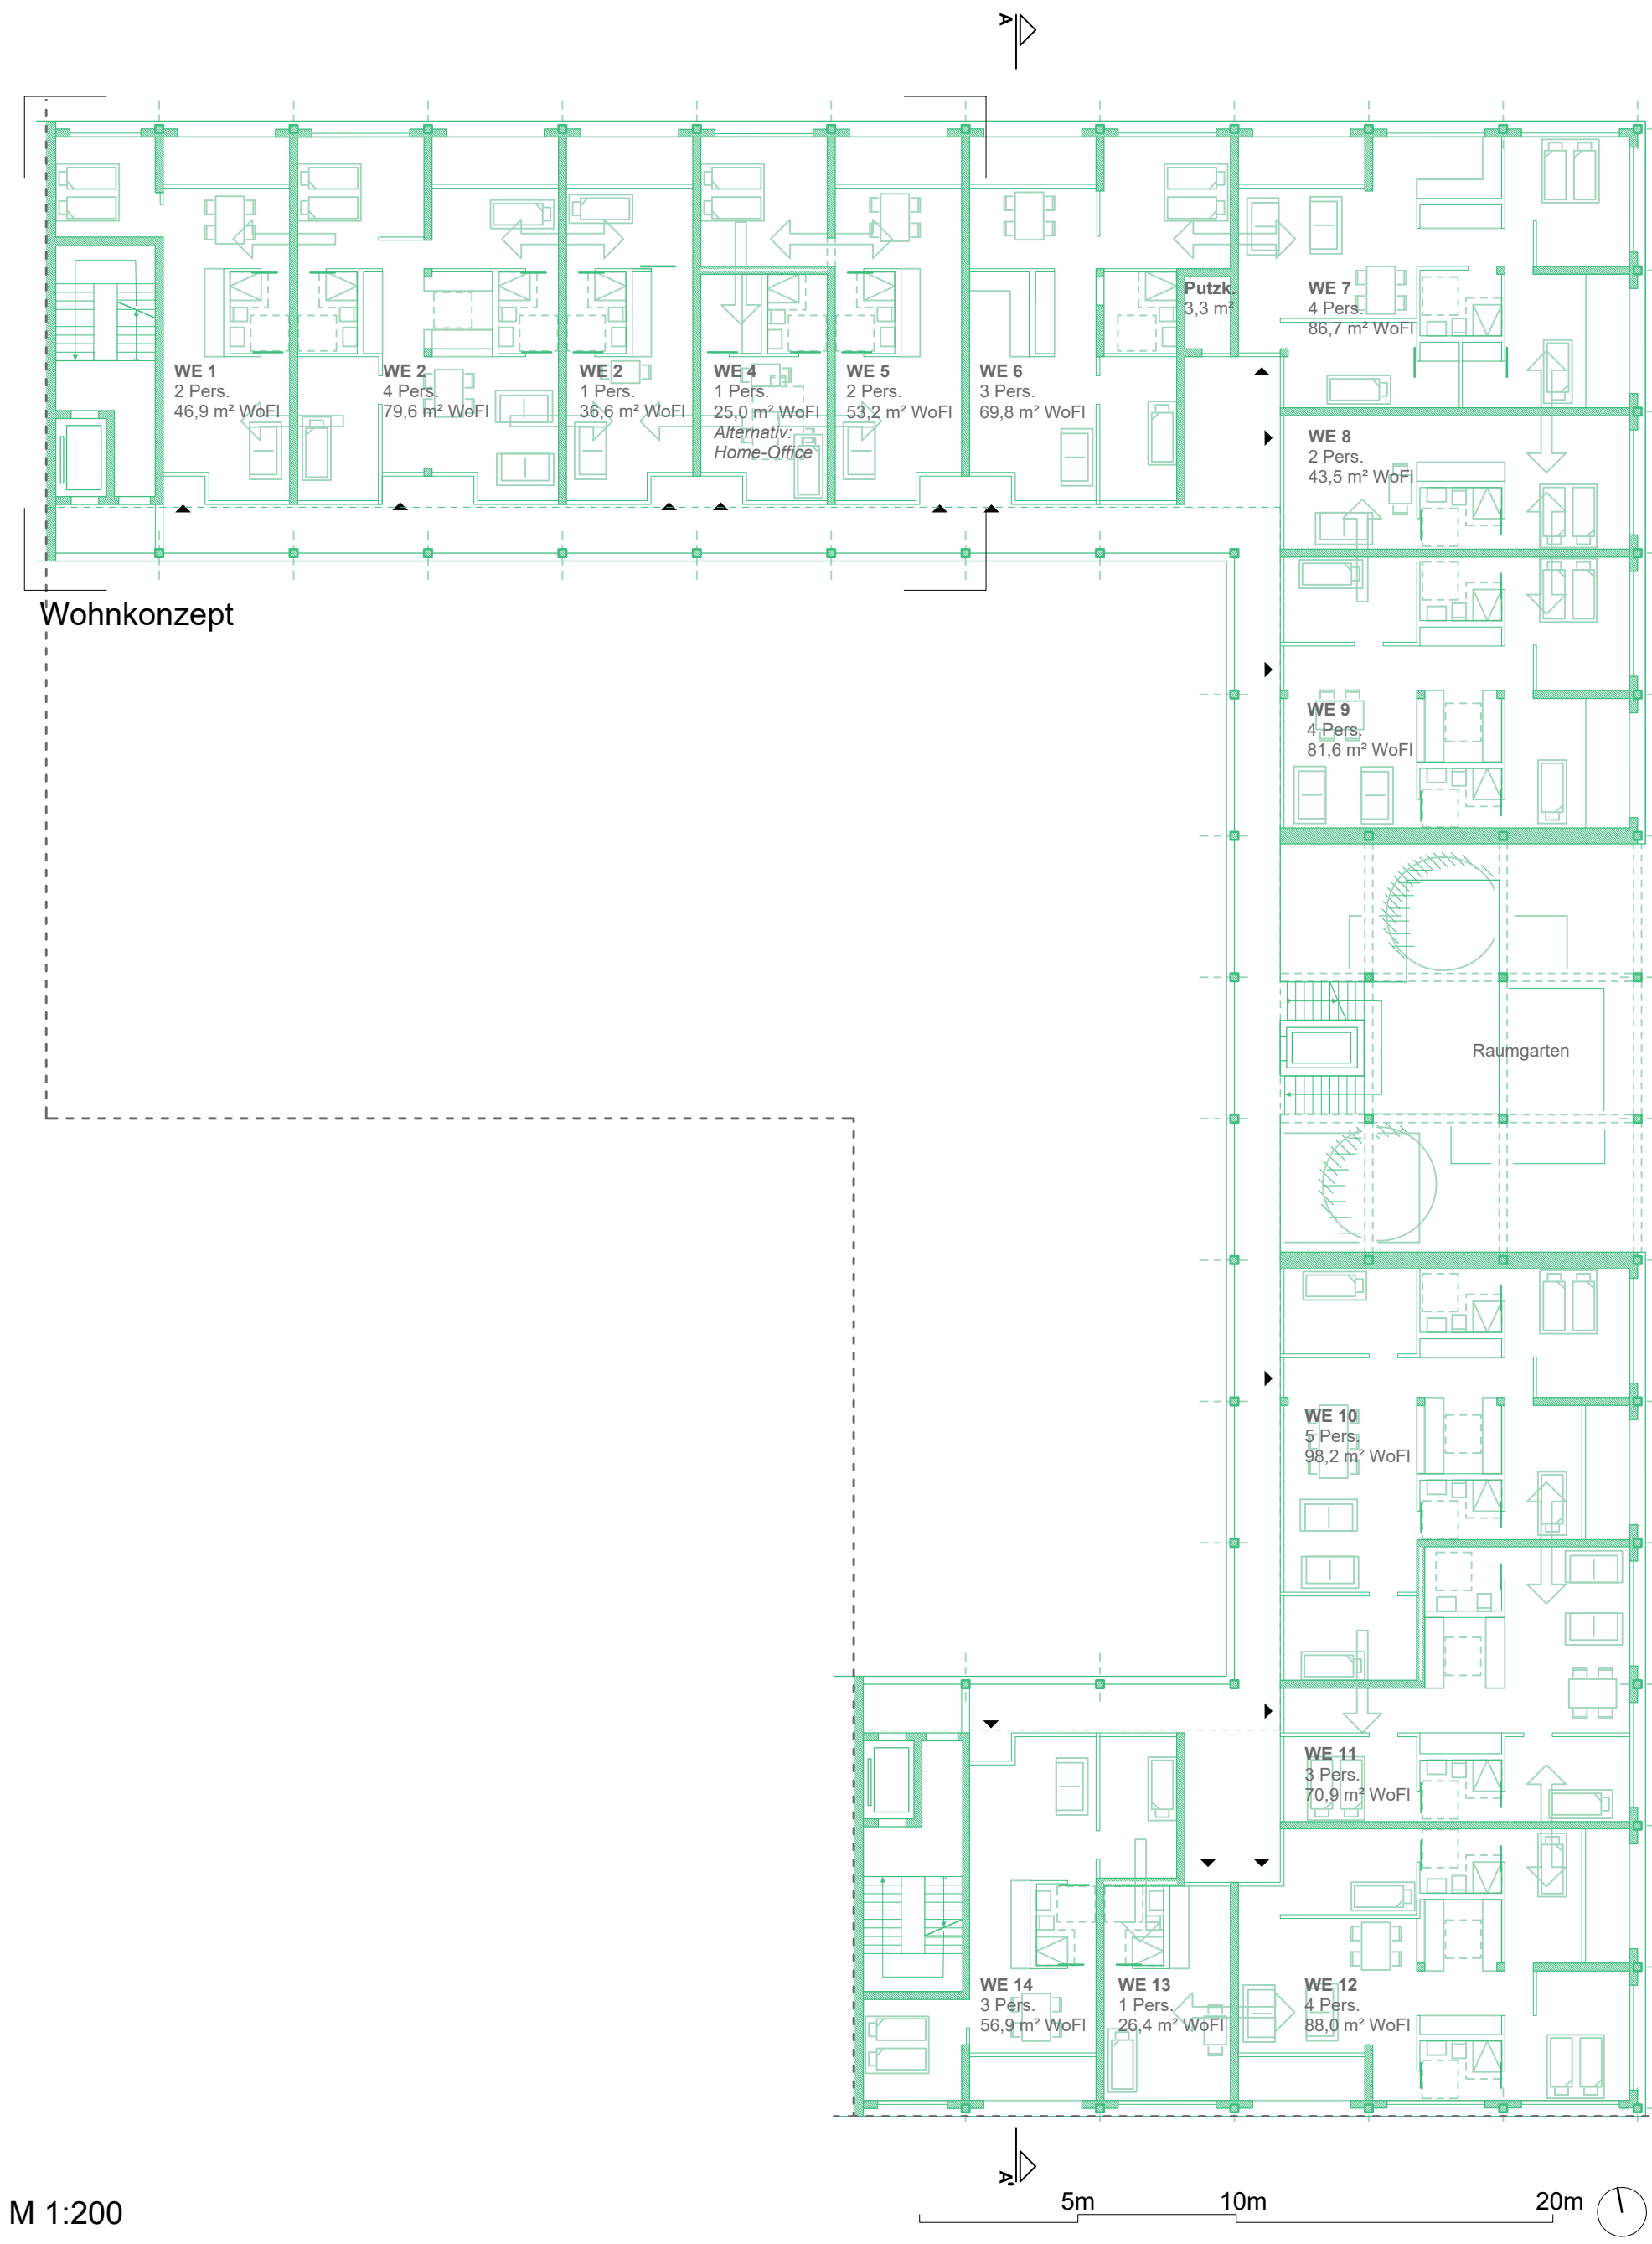 A
WE 1
2 Pers.
46,9 m² WoFl
WE 2
4 Pers.
79,6 m² WoFl
WE 2
1 Pers.
36,6 m² WoFl
WE 4
1 Pers.
25,0 m² WoFl
Alternativ:
Home-Office
WE 5
2 Pers.
53,2 m² WoFl
WE 6
3 Pers.
69,8 m² WoFl
Putzk.
3,3 m²
WE 7
4 Pers.
86,7 m² WoFl
WE 8
2 Pers.
43,5 m² WoFl
Wohnkonzept
WE 9
4 Pers.
81,6 m² WoFl
Raumgarten
WE 10
5 Pers.
98,2 m² WoFl
WE 11
3 Pers.
70,9 m² WoFl
WE 14
3 Pers.
56,9 m² WoFl
WE 13
1 Pers.
26,4 m² WoFl
WE 12
4 Pers.
88,0 m² WoFl
A'
M 1:200
5m
10m
20m